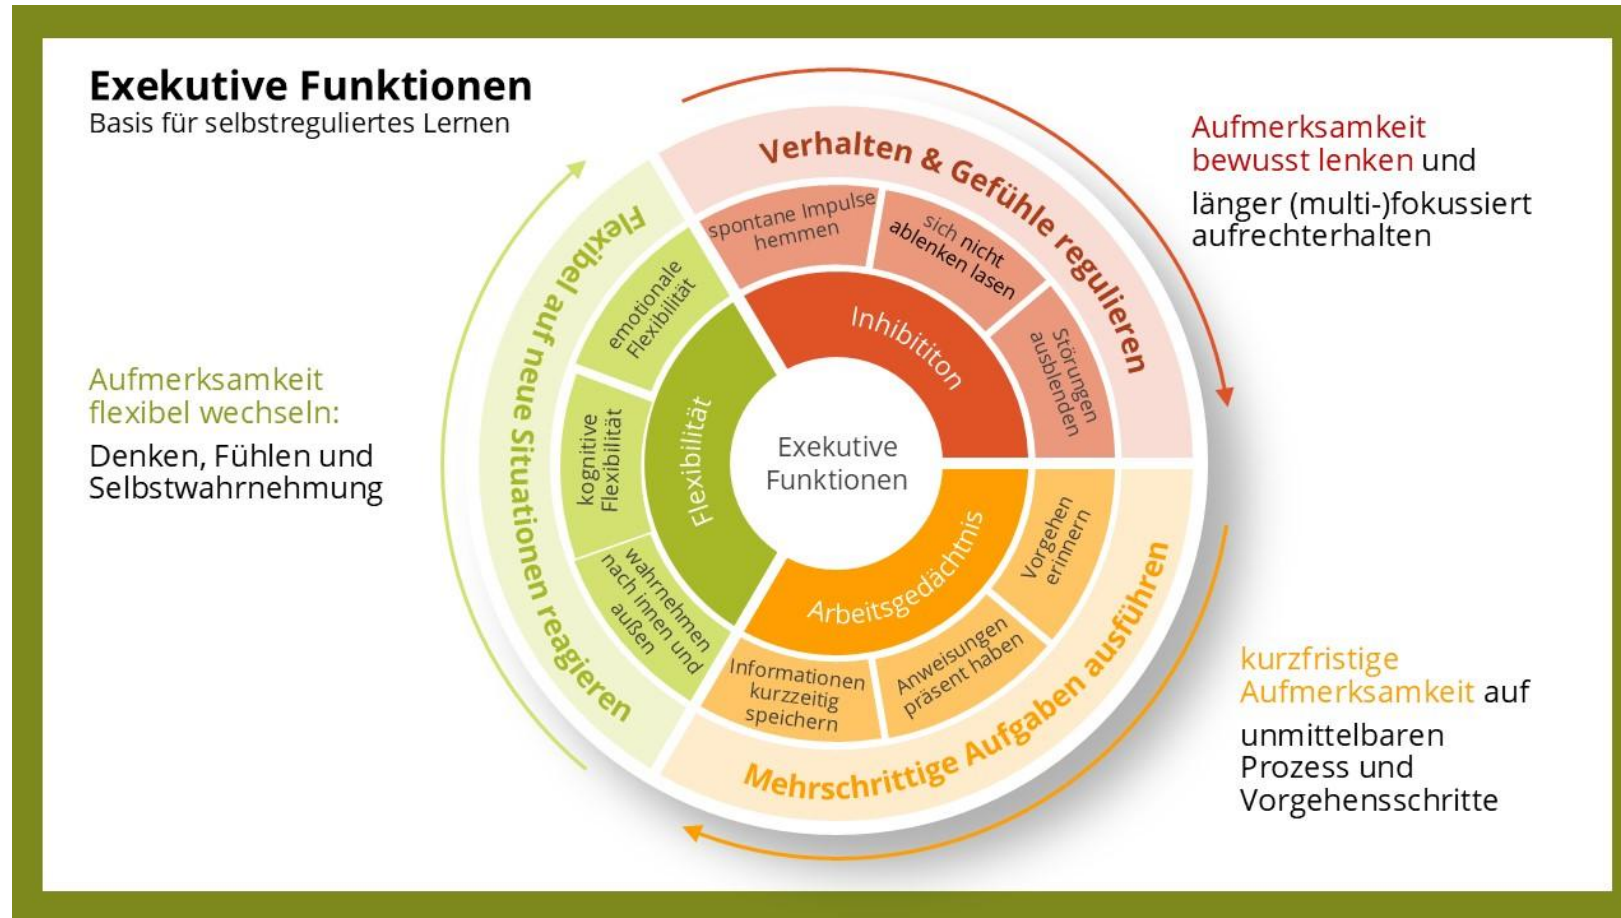 Exekutive Funktionen
Basis für selbstreguliertes Lernen
Verhalten & Gefühle regulieren
spontane Impulse
hemmen
sich nicht
ablenken lasen
Störungen
ausblenden
Inhibititon
Aufmerksamkeit
bewusst lenken und
länger (multi-)fokussiert
aufrechterhalten
Flexibel auf neue Situationen reagieren
emotionale
Flexibilität
kognitive
Flexibilität
wahrnehmen
nach innen und
außen
Flexibilität
Aufmerksamkeit
flexibel wechseln:
Denken, Fühlen und
Selbstwahrnehmung
Exekutive
Funktionen
Arbeitsgedächtnis
Vorgehen
erinnern
Anweisungen
präsent haben
Informationen
kurzzeitig
speichern
Mehrschrittige Aufgaben ausführen
kurzfristige
Aufmerksamkeit auf
unmittelbaren
Prozess und
Vorgehensschritte